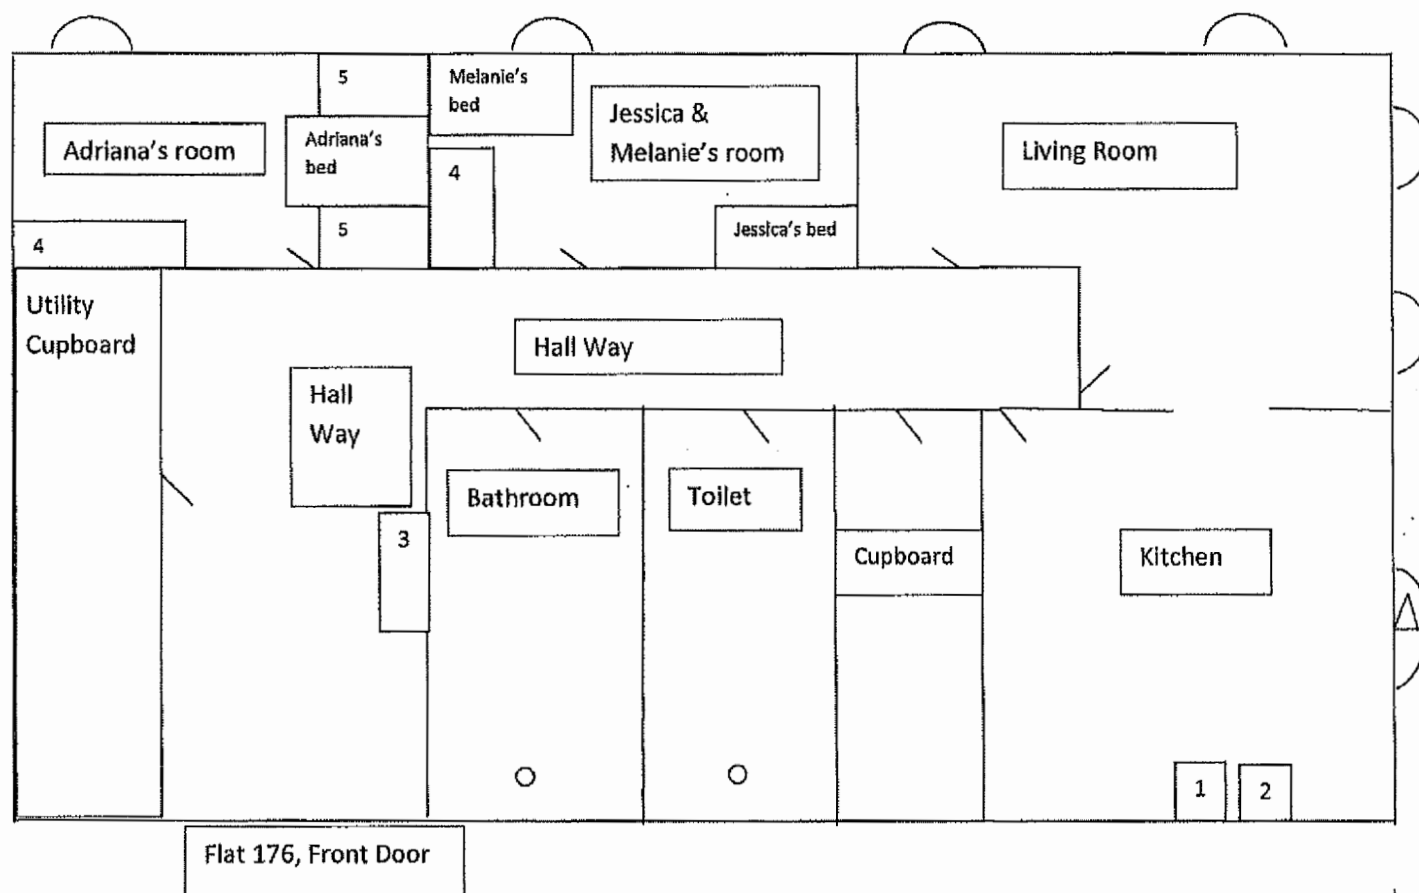 5
Melanie's
bed
Jessica &
Melanie's room
Adriana's room
Adriana's
bed
4
Living Room
5
Jessica's bed
4
Utility
Cupboard
Hall Way
Hall
Way
Bathroom
Toilet
3
Cupboard
Kitchen
1
2
Flat 176, Front Door